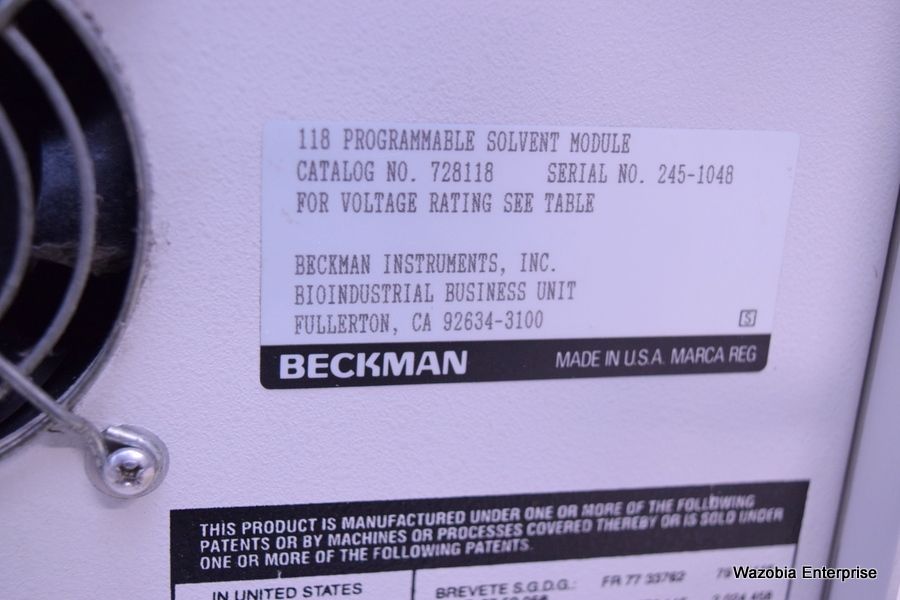 118 PROGRAMMABLE SOLVENT MODULE
CATALOG NO. 728118 SERIAL NO. 245-1048
FOR VOLTAGE RATING SEE TABLE
BECKMAN INSTRUMENTS, INC.
BIOINDUSTRIAL BUSINESS UNIT
FULLERTON, CA 92634-3100
S
BECKMAN MADE IN U.S.A. MARCA REG
THIS PRODUCT IS MANUFACTURED UNDER ONE OR MORE OF THE FOLLOWING
PATENTS OR BY MACHINES OR PROCESSES COVERED THEREBY OR IS SOLD UNDER
ONE OR MORE OF THE FOLLOWING PATENTS.
IN UNITED STATES
BREVETE S.G.D.G.: FR 77 33762
Wazobia Enterprise